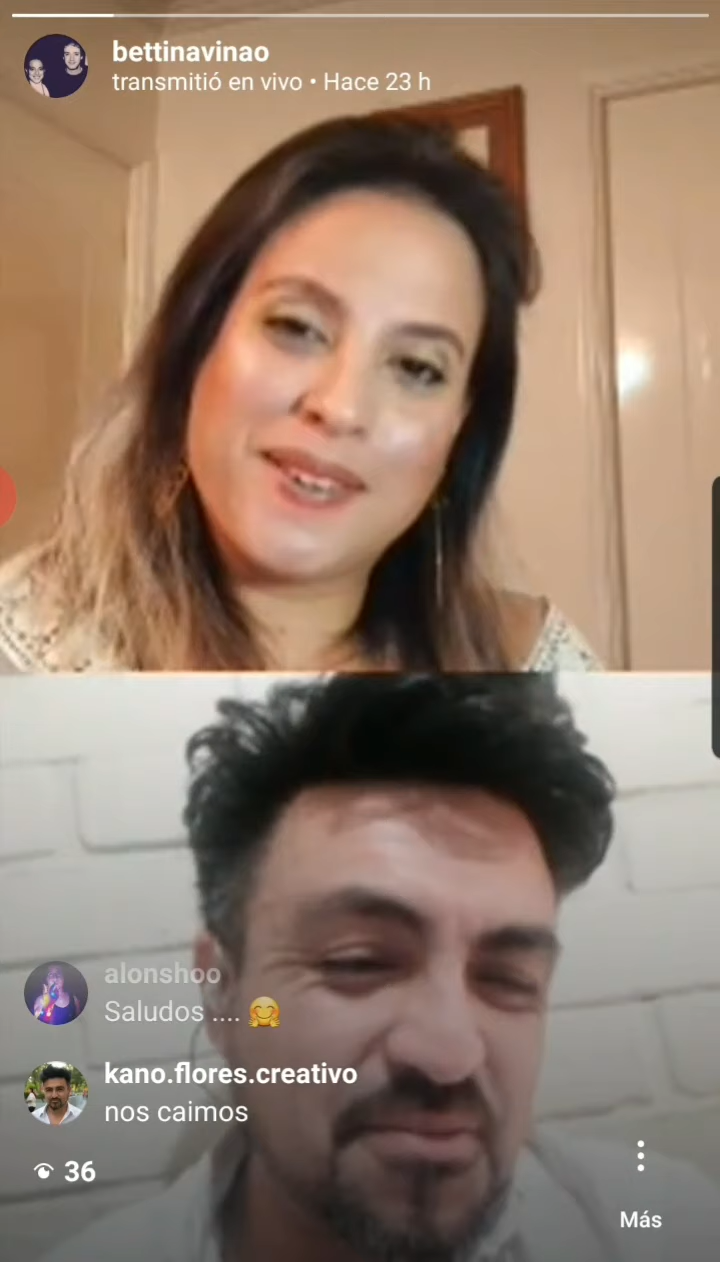 bettinavinao
transmitió en vivo • Hace 23 h
alonshoo
Saludos .... 🤗
kano.flores.creativo
nos caimos
36
Más